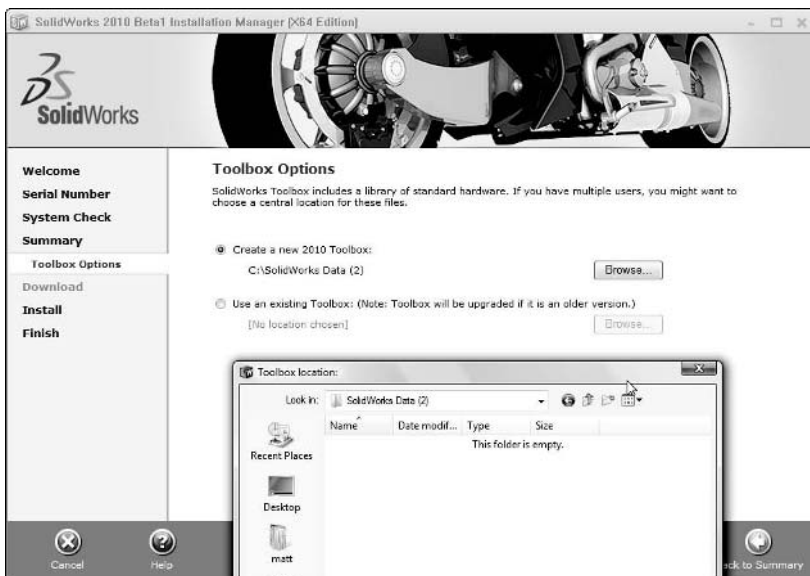 SolidWorks 2010 Beta1 Installation Manager (X64 Edition)
SolidWorks
Welcome
Serial Number
System Check
Summary
Toolbox Options
Download
Install
Finish
Toolbox Options
SolidWorks Toolbox includes a library of standard hardware. If you have multiple users, you might want to
choose a central location for these files.
Create a new 2010 Toolbox:
C:\SolidWorks Data (2)
Browse...
Use an existing Toolbox: (Note: Toolbox will be upgraded if it is an older version.)
[No location chosen]
Browse...
Toolbox location:
Look in:
SolidWorks Data (2)
Name
Date modif...
Type
Size
This folder is empty.
Recent Places
Desktop
matt
Cancel
Help
to Summary